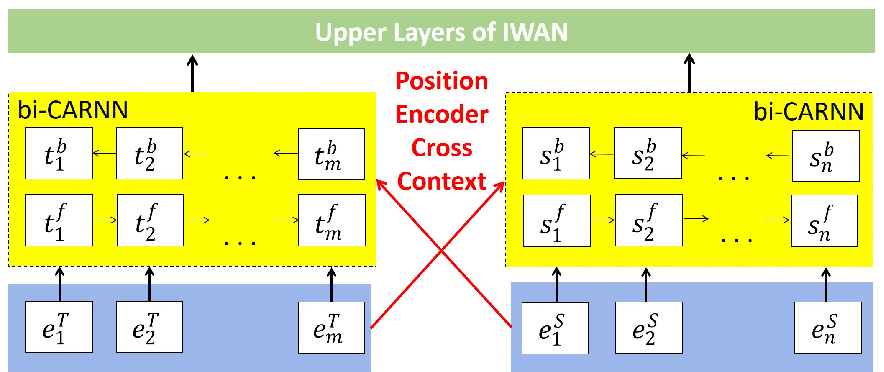 Upper Layers of IWAN
bi-CARNN
t_1^b t_2^b . . . t_m^b
t_1^f t_2^f . . . t_m^f
e_1^T e_2^T e_m^T
Position
Encoder
Cross
Context
bi-CARNN
s_1^b s_2^b . . . s_n^b
s_1^f s_2^f . . . s_n^f
e_1^S e_2^S e_n^S